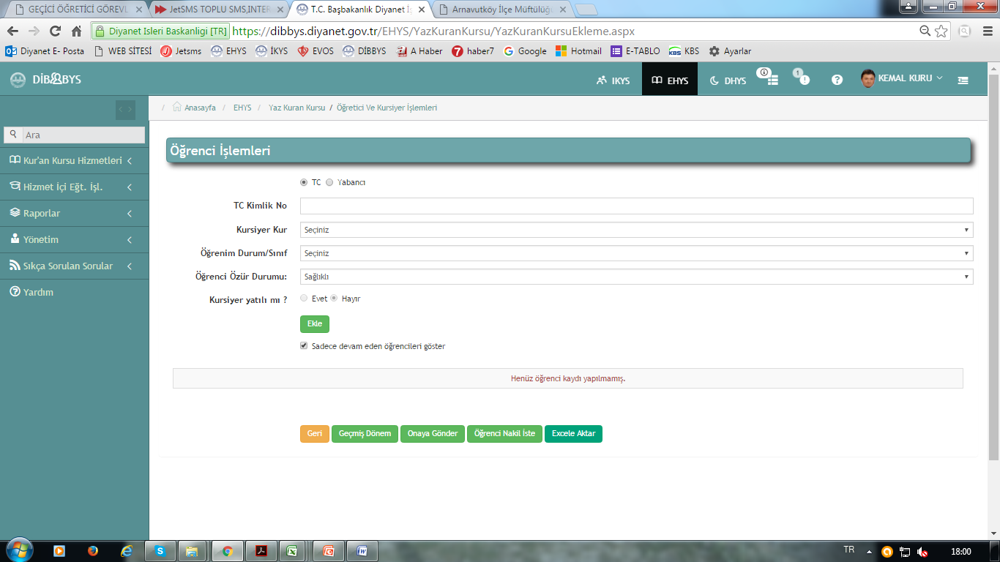 GEÇİCİ ÖĞRETİCİ GÖREVL
JetSMS TOPLU SMS,INTER
T.C. Başbakanlık Diyanet İş
Arnavutköy İlçe Müftülüğü
Diyanet Isleri Baskanligi [TR] https://dibbys.diyanet.gov.tr/EHYS/YazKuranKursu/YazKuranKursuEkleme.aspx
Diyanet E- Posta WEB SİTESİ Jetsms EHYS İKYS EVOS DİBBYS A Haber haber7 Google Hotmail E-TABLO KBS Ayarlar
DİBBYS IKYS EHYS DHYS 1 KEMAL KURU
Anasayfa / EHYS / Yaz Kuran Kursu / Öğretici Ve Kursiyer İşlemleri
Ara
Kur'an Kursu Hizmetleri
Hizmet İçi Eğt. İşl.
Raporlar
Yönetim
Sıkça Sorulan Sorular
Yardım
Öğrenci İşlemleri
TC Yabancı
TC Kimlik No
Kursiyer Kur Seçiniz
Öğrenim Durum/Sınıf Seçiniz
Öğrenci Özür Durumu: Sağlıklı
Kursiyer yatılı mı ? Evet Hayır
Ekle
Sadece devam eden öğrencileri göster
Henüz öğrenci kaydı yapılmamış.
Geri Geçmiş Dönem Onaya Gönder Öğrenci Nakil İste Excele Aktar
TR 18:00